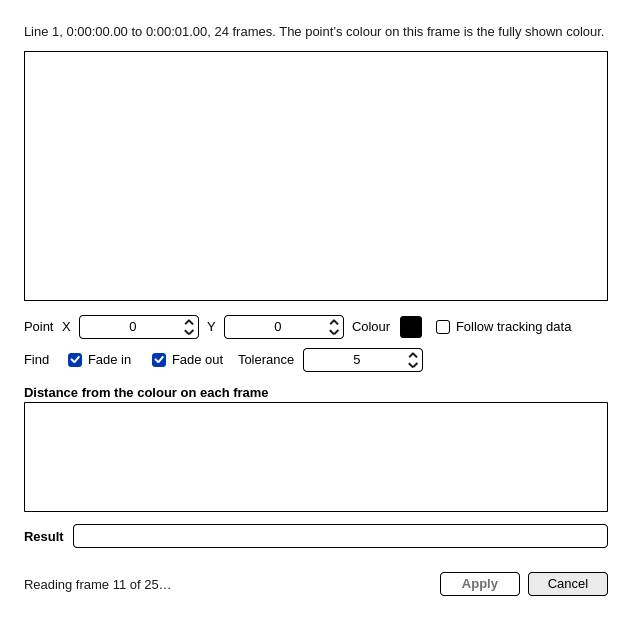 Line 1, 0:00:00.00 to 0:00:01.00, 24 frames. The point's colour on this frame is the fully shown colour.
Point X 0 Y 0 Colour Follow tracking data
Find Fade in Fade out Tolerance 5
Distance from the colour on each frame
Result
Reading frame 11 of 25… Apply Cancel